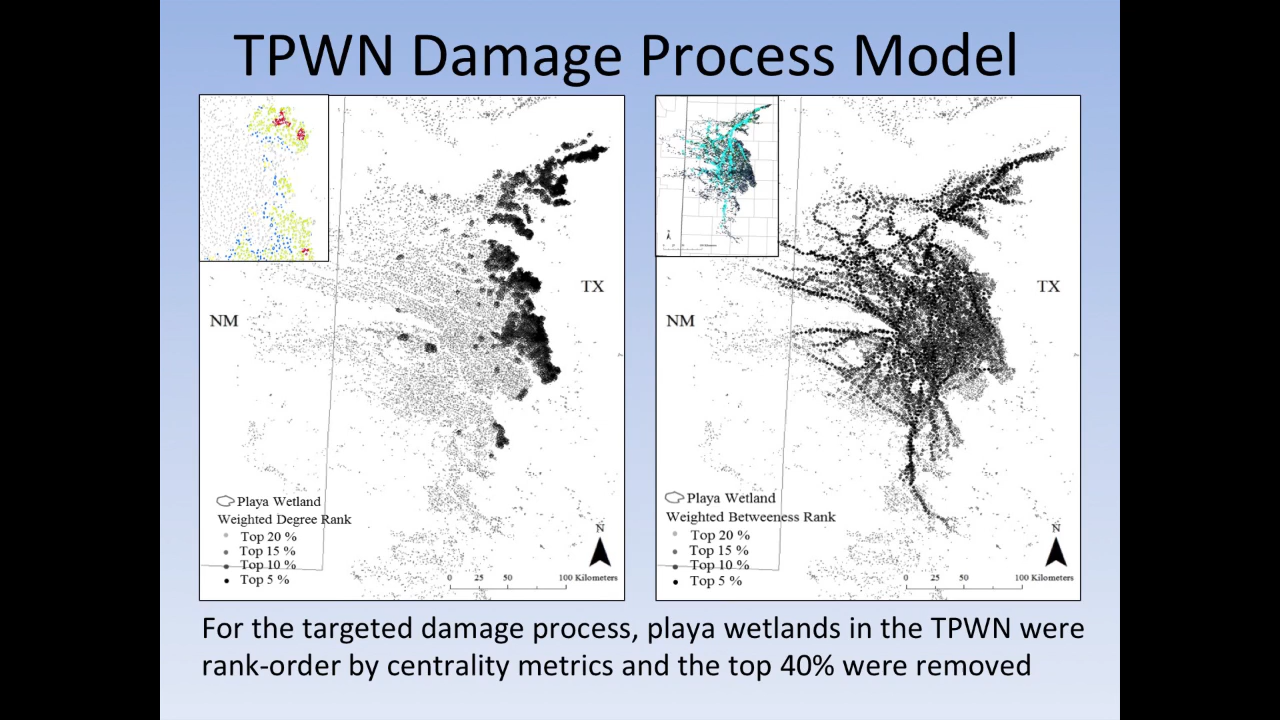 TPWN Damage Process Model
NM
TX
Playa Wetland
Weighted Degree Rank
Top 20 %
Top 15 %
Top 10 %
Top 5 %
N
0 25 50 100 Kilometers
NM
TX
Playa Wetland
Weighted Betweeness Rank
Top 20 %
Top 15 %
Top 10 %
Top 5 %
N
0 25 50 100 Kilometers
For the targeted damage process, playa wetlands in the TPWN were
rank-order by centrality metrics and the top 40% were removed